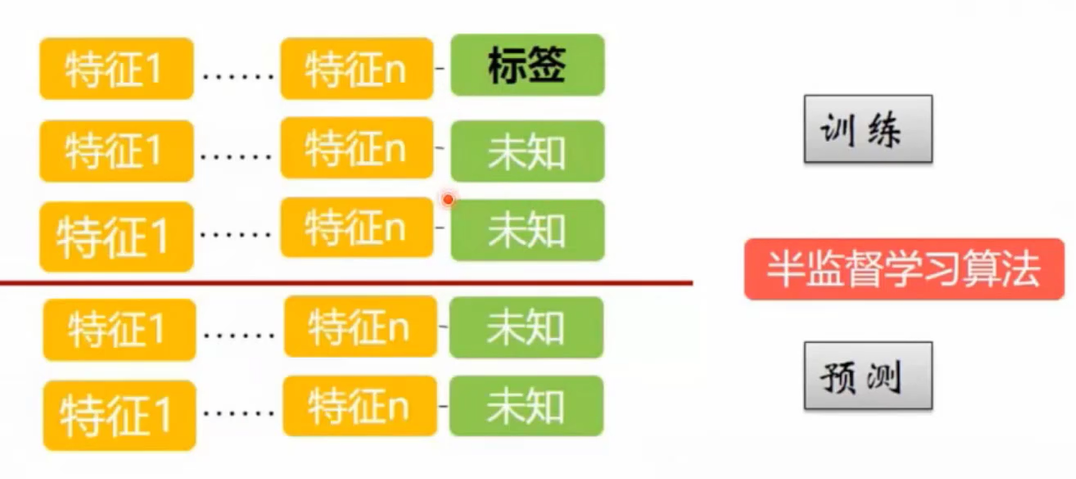 特征1 …… 特征n - 标签
特征1 …… 特征n - 未知
特征1 …… 特征n - 未知
特征1 …… 特征n - 未知
特征1 …… 特征n - 未知
训练
半监督学习算法
预测